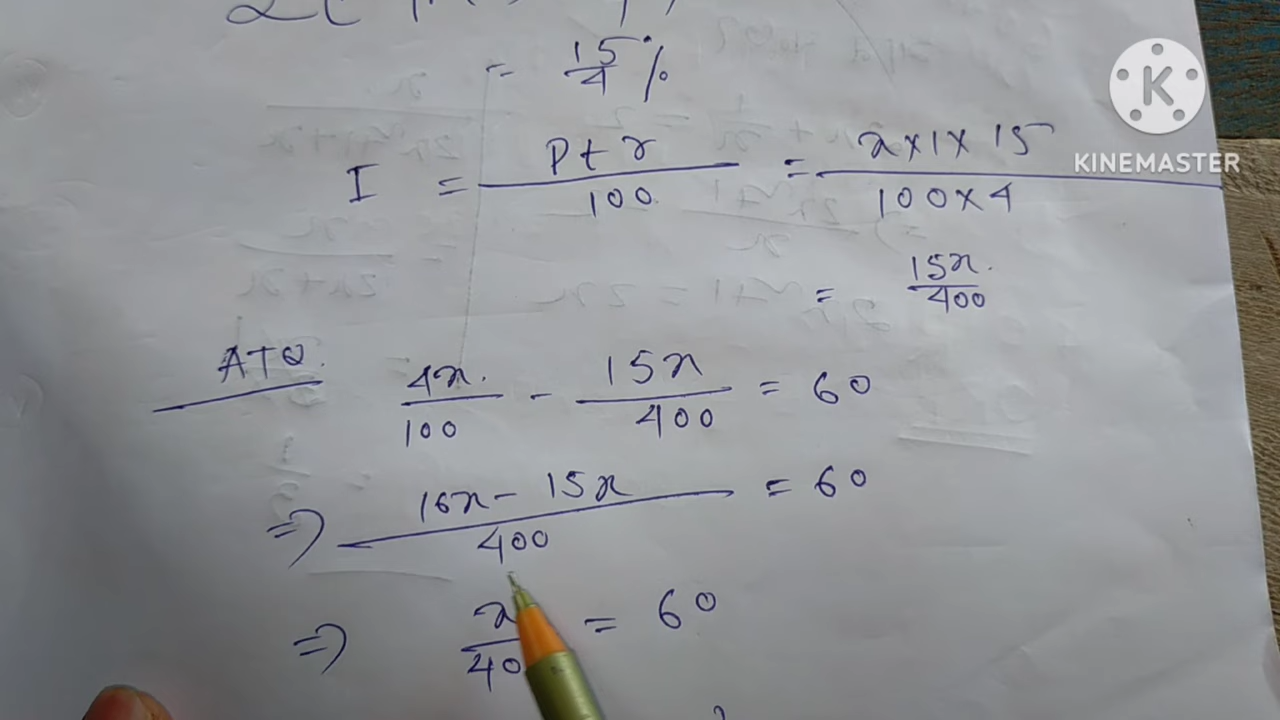 = 15/4 %
I = Ptr/100 = x×1×15/100×4
= 15x/400
ATQ. 4x/100 - 15x/400 = 60
=> 16x - 15x/400 = 60
=> x/40 = 60
K
KINEMASTER